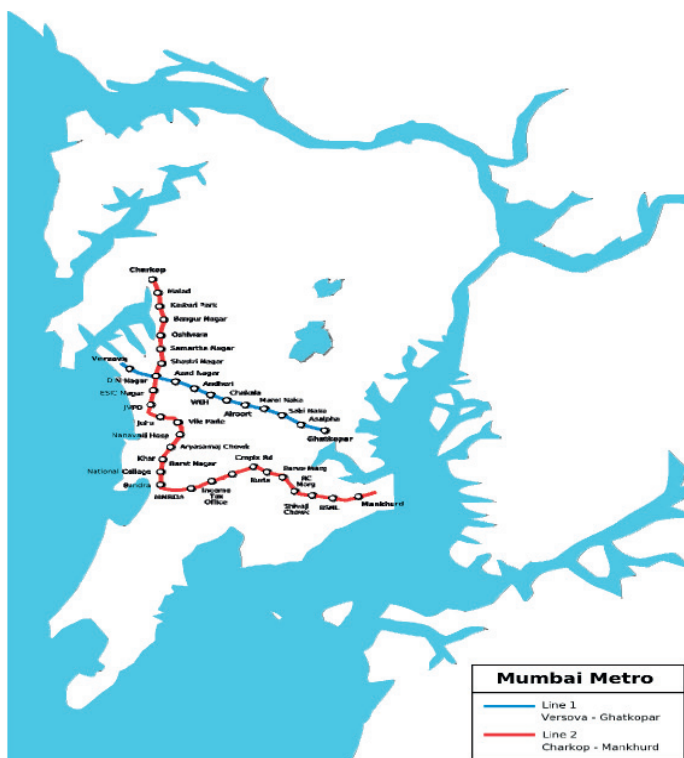 Charkop
Malad
Kasturi Park
Bangur Nagar
Oshiwara
Samartha Nagar
Shastri Nagar
Versova
Azad Nagar
D N Nagar
Andheri
ESIC Nagar
WEH
Chakala
JVPD
Airport
Marol Naka
Saki Naka
Juhu
Vile Parle
Asalpha
Nanavati Hosp
Ghatkopar
Aryasamaj Chowk
Khar
Barut Nagar
Cmplx Rd
National College
Kurla
Bandra
MMRDA
Income
Tax
Office
Marg
Shivaji
Chowk
BSNL
Mankhurd
Mumbai Metro
Line 1
Versova - Ghatkopar
Line 2
Charkop - Mankhurd